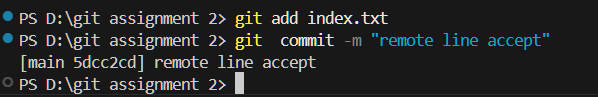 PS D:\git assignment 2> git add index.txt
PS D:\git assignment 2> git  commit -m "remote line accept"
[main 5dcc2cd] remote line accept
PS D:\git assignment 2>